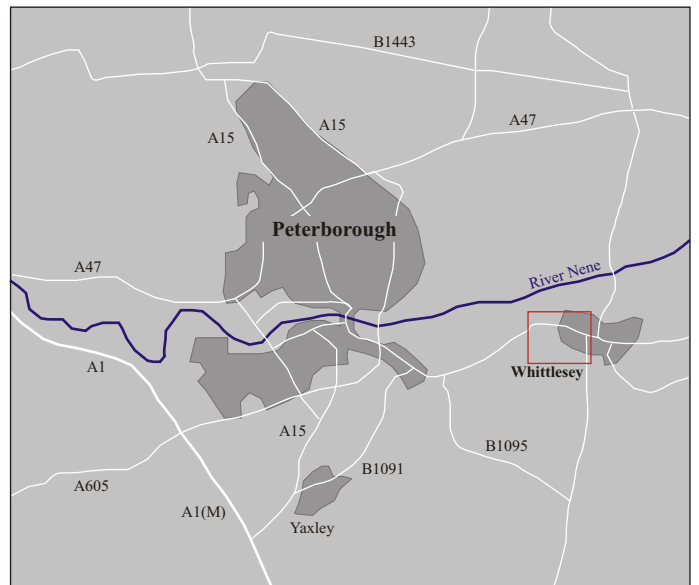 B1443
A47
A15
A15
Peterborough
A47
River Nene
A1
Whittlesey
A15
B1095
B1091
A605
A1(M)
Yaxley